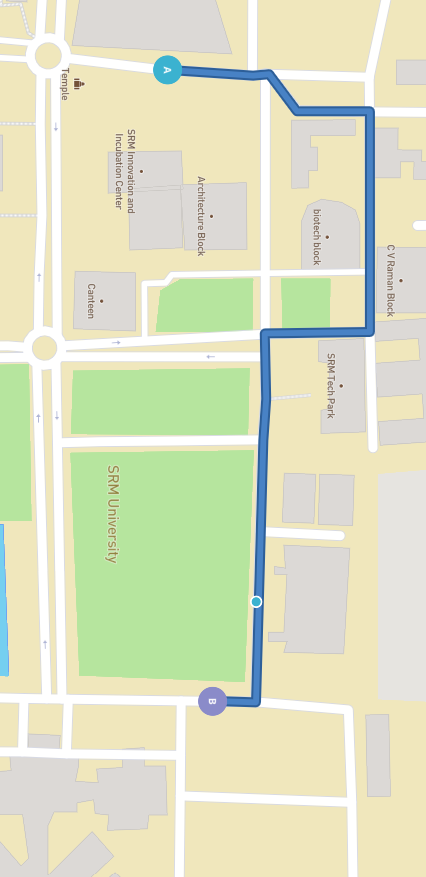 A
Temple
SRM Innovation and
Incubation Center
Architecture Block
biotech block
C V Raman Block
Canteen
SRM Tech Park
SRM University
B